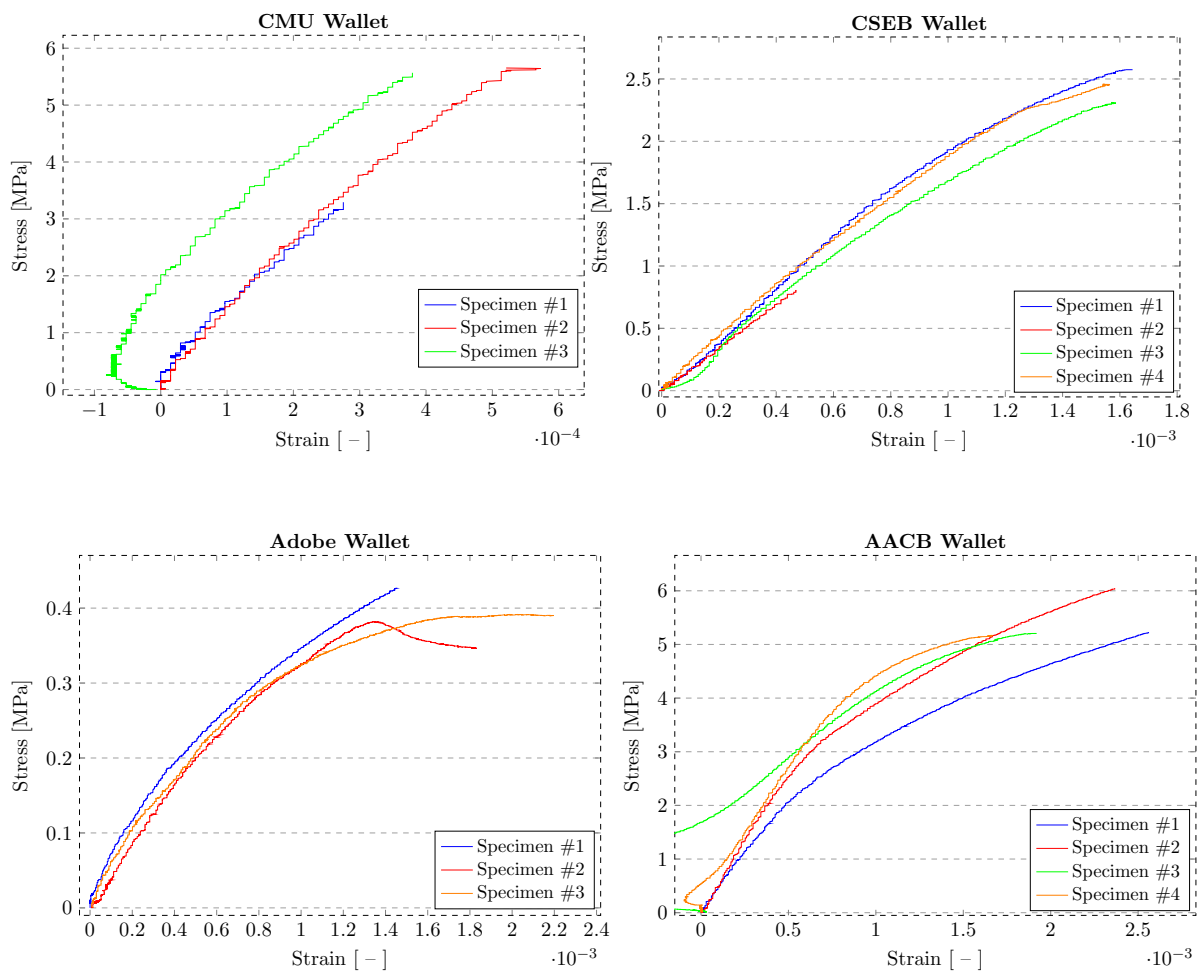 CMU Wallet
6
5
4
3
2
1
0
Stress [MPa]
Specimen #1
Specimen #2
Specimen #3
−1
0
1
2
3
4
5
6
Strain [ – ]
·10−4
CSEB Wallet
2.5
2
1.5
1
0.5
0
Stress [MPa]
Specimen #1
Specimen #2
Specimen #3
Specimen #4
0
0.2
0.4
0.6
0.8
1
1.2
1.4
1.6
1.8
Strain [ – ]
·10−3
Adobe Wallet
0.4
0.3
0.2
0.1
0
Stress [MPa]
Specimen #1
Specimen #2
Specimen #3
0
0.2
0.4
0.6
0.8
1
1.2
1.4
1.6
1.8
2
2.2
2.4
Strain [ – ]
·10−3
AACB Wallet
6
5
4
3
2
1
0
Stress [MPa]
Specimen #1
Specimen #2
Specimen #3
Specimen #4
0
0.5
1
1.5
2
2.5
Strain [ – ]
·10−3